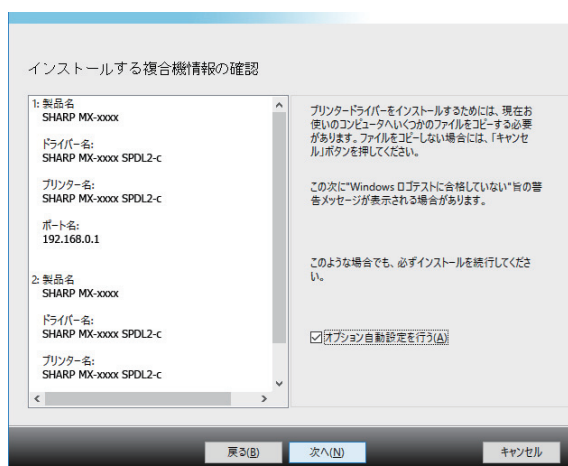 インストールする複合機情報の確認
1: 製品名
SHARP MX-xxxx
ドライバー名:
SHARP MX-xxxx SPDL2-c
プリンター名:
SHARP MX-xxxx SPDL2-c
ポート名:
192.168.0.1
2: 製品名
SHARP MX-xxxx
ドライバー名:
SHARP MX-xxxx SPDL2-c
プリンター名:
SHARP MX-xxxx SPDL2-c
プリンタードライバーをインストールするためには、現在お
使いのコンピュータへいくつかのファイルをコピーする必要
があります。ファイルをコピーしない場合には、「キャンセ
ル」ボタンを押してください。
この次に"Windows ロゴテストに合格していない"旨の警
告メッセージが表示される場合があります。
このような場合でも、必ずインストールを続行してくださ
い。
オプション自動設定を行う(A)
戻る(B) 次へ(N) キャンセル